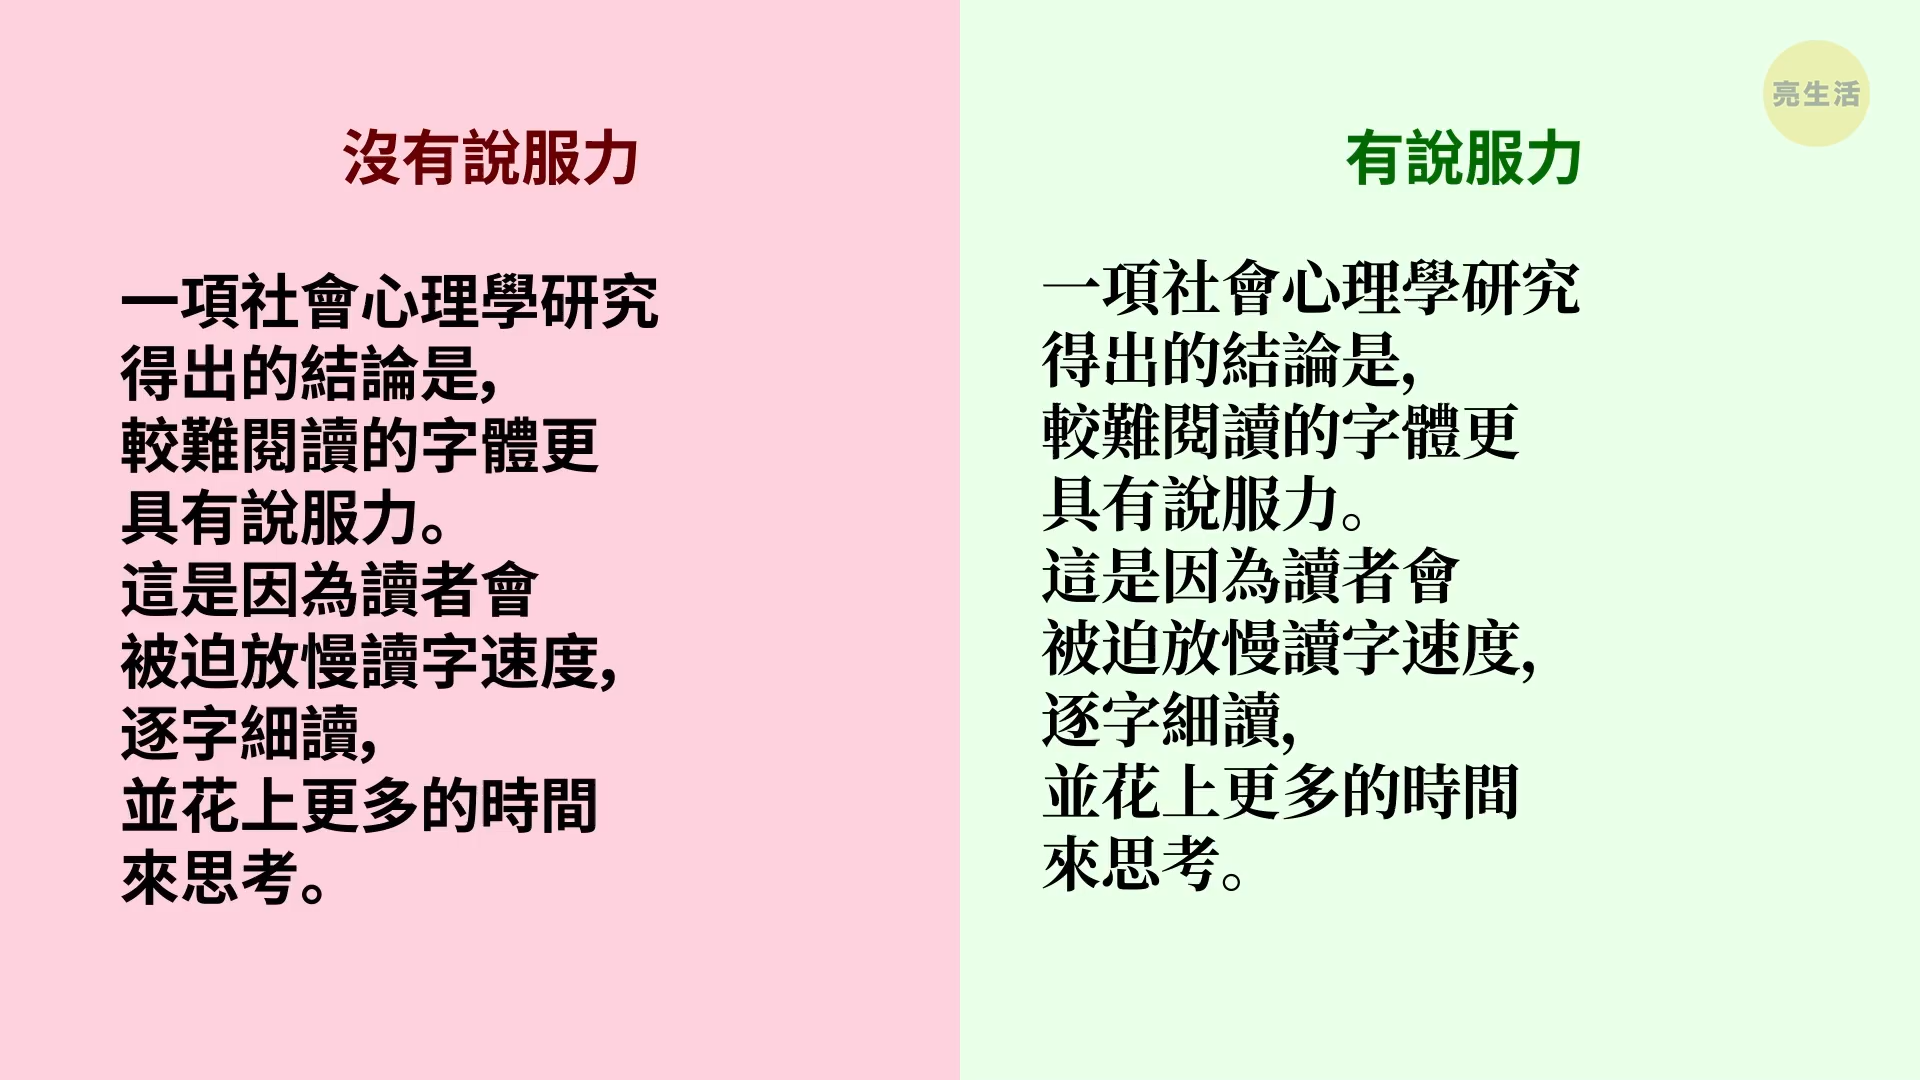 沒有說服力
一項社會心理學研究
得出的結論是,
較難閱讀的字體更
具有說服力。
這是因為讀者會
被迫放慢讀字速度,
逐字細讀,
並花上更多的時間
來思考。
有說服力
一項社會心理學研究
得出的結論是,
較難閱讀的字體更
具有說服力。
這是因為讀者會
被迫放慢讀字速度,
逐字細讀,
並花上更多的時間
來思考。
亮生活